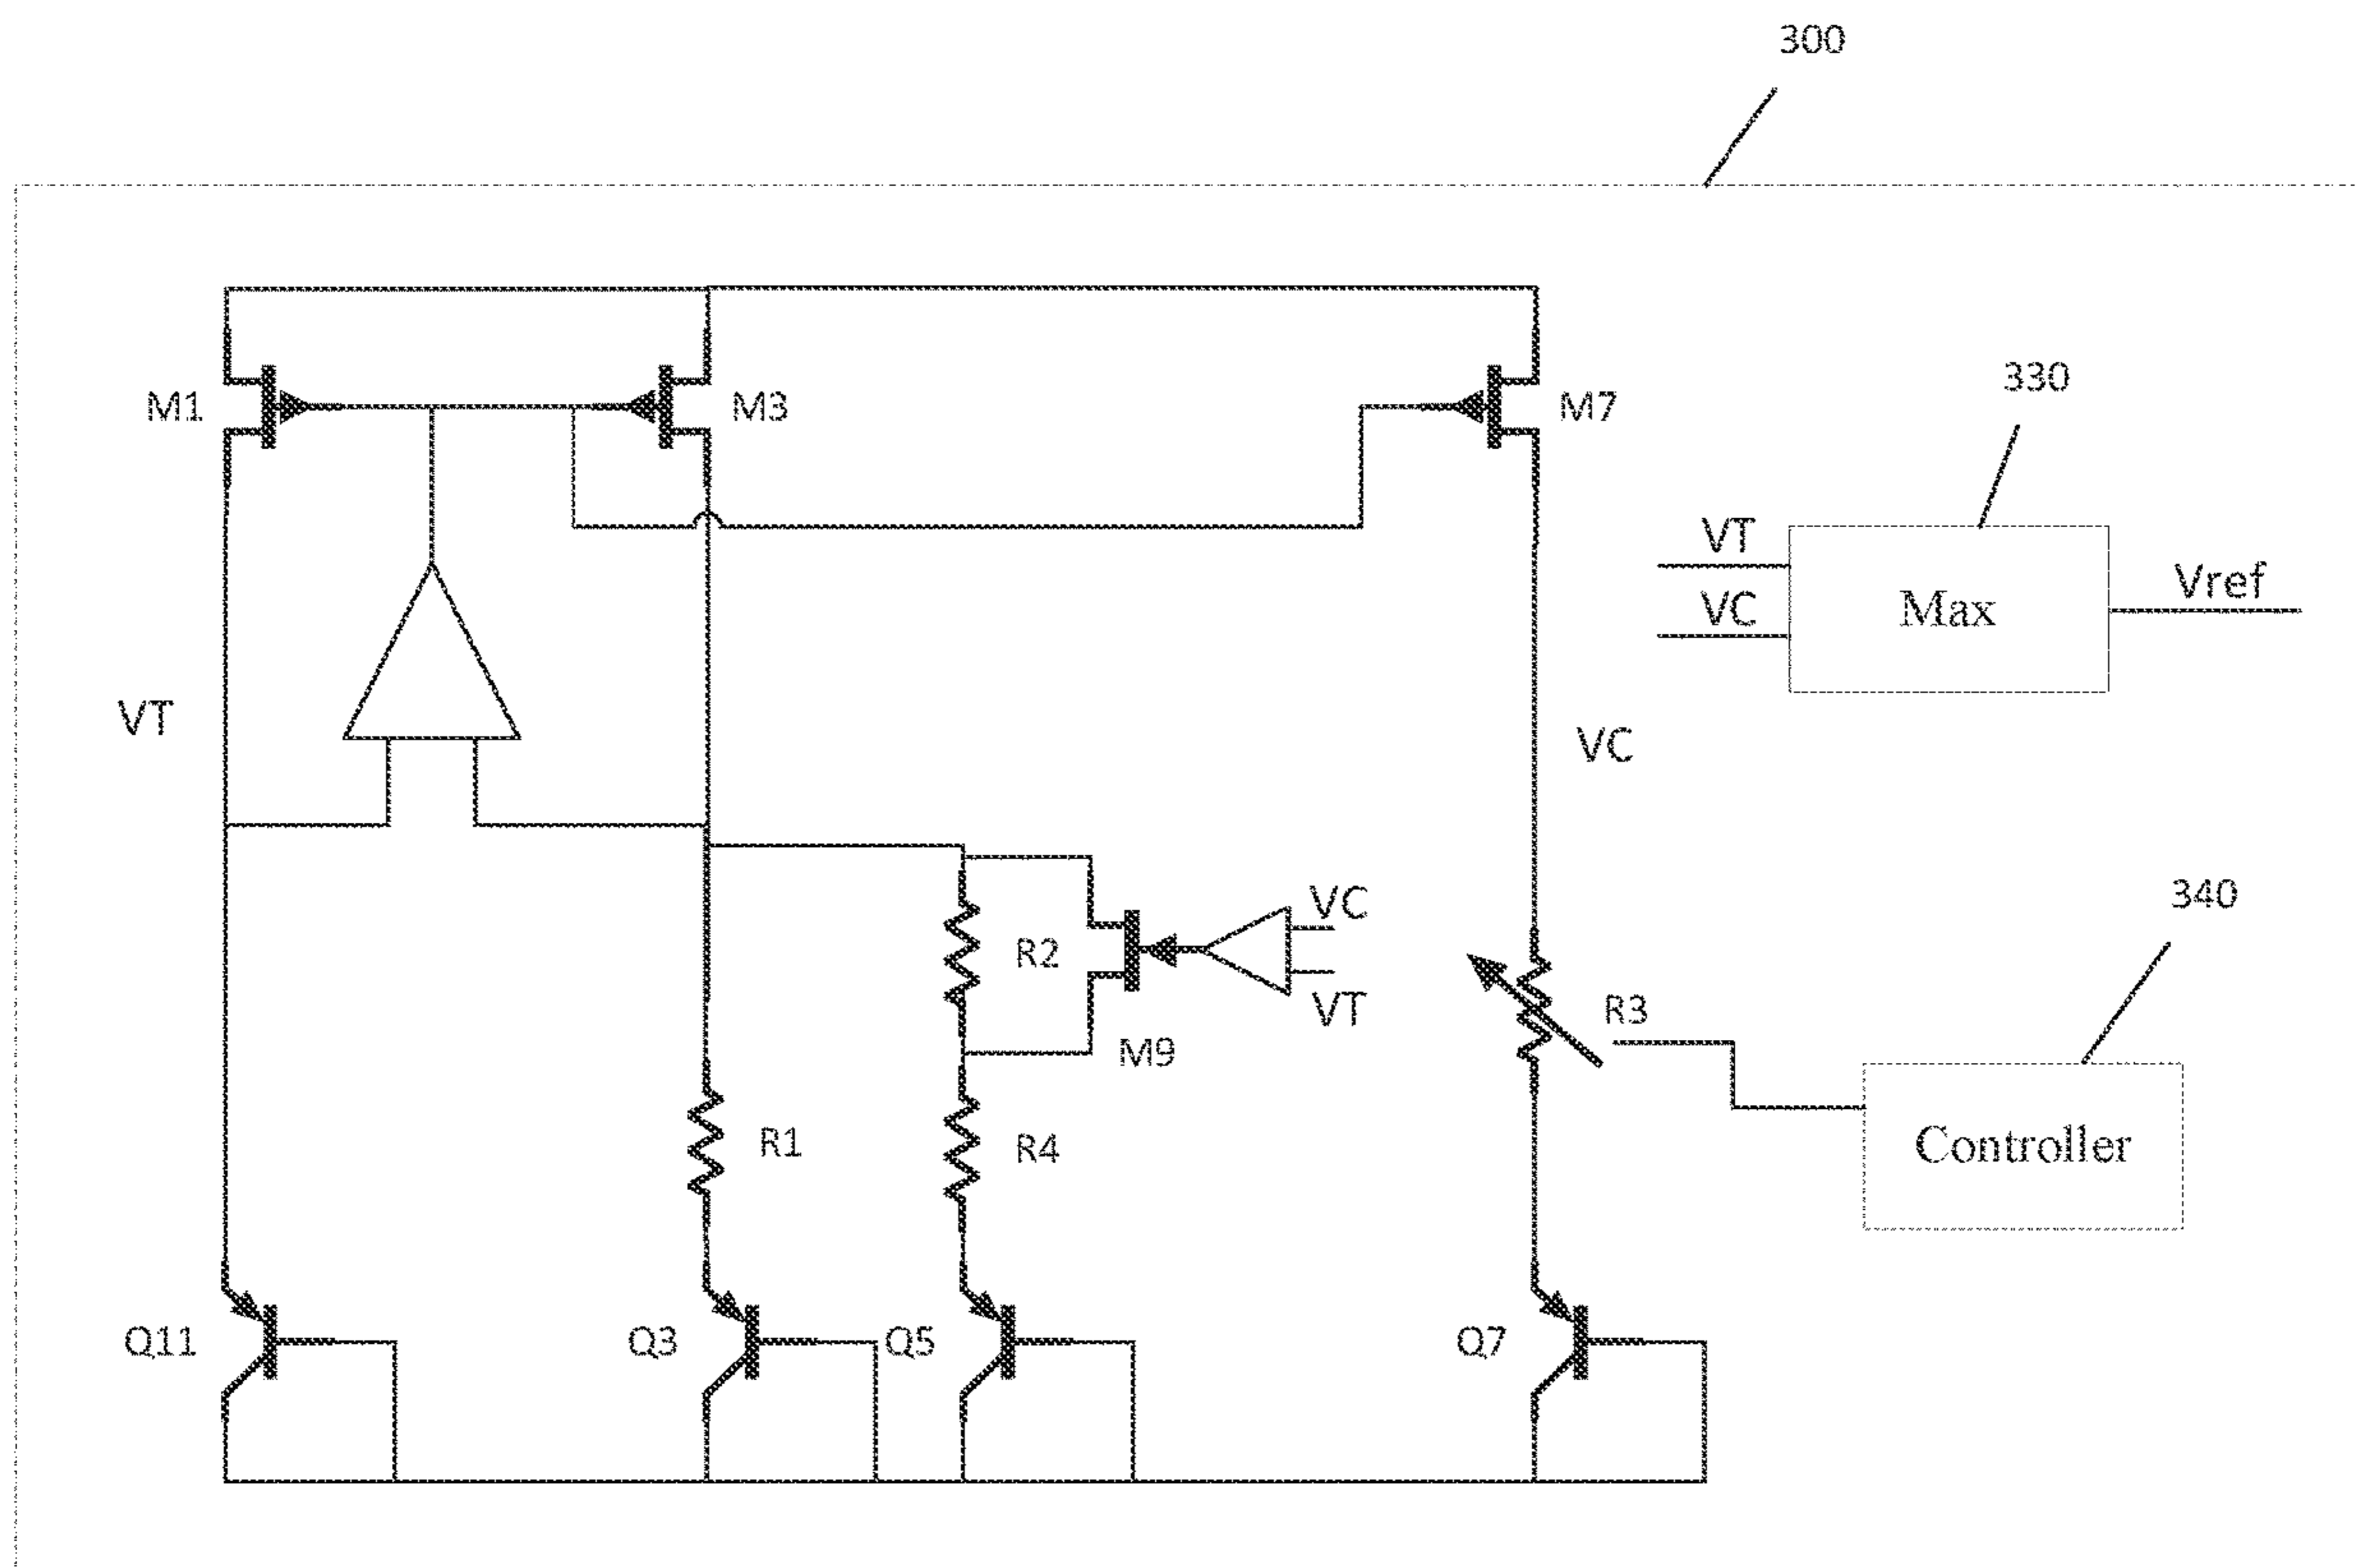 300
M1
M3
M7
330
VT
VC
Max
Vref
VT
VC
VC
VT
R2
M9
R3
340
R1
R4
Controller
Q11
Q3
Q5
Q7